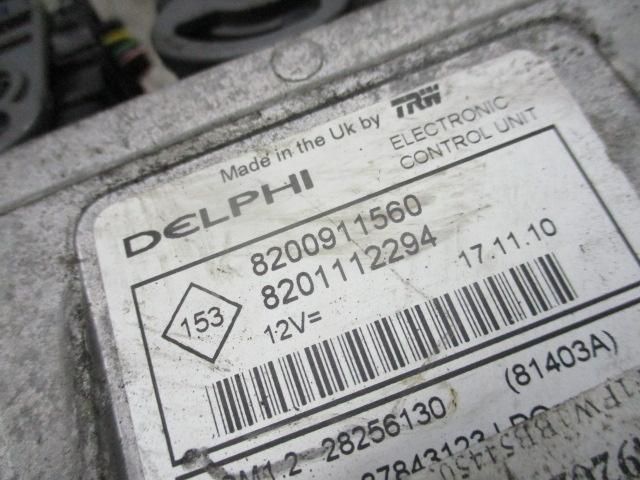 Made in the Uk by TRW
DELPHI
ELECTRONIC
CONTROL UNIT
8200911560
8201112294
17.11.10
153
12V=
(81403A)
28256130